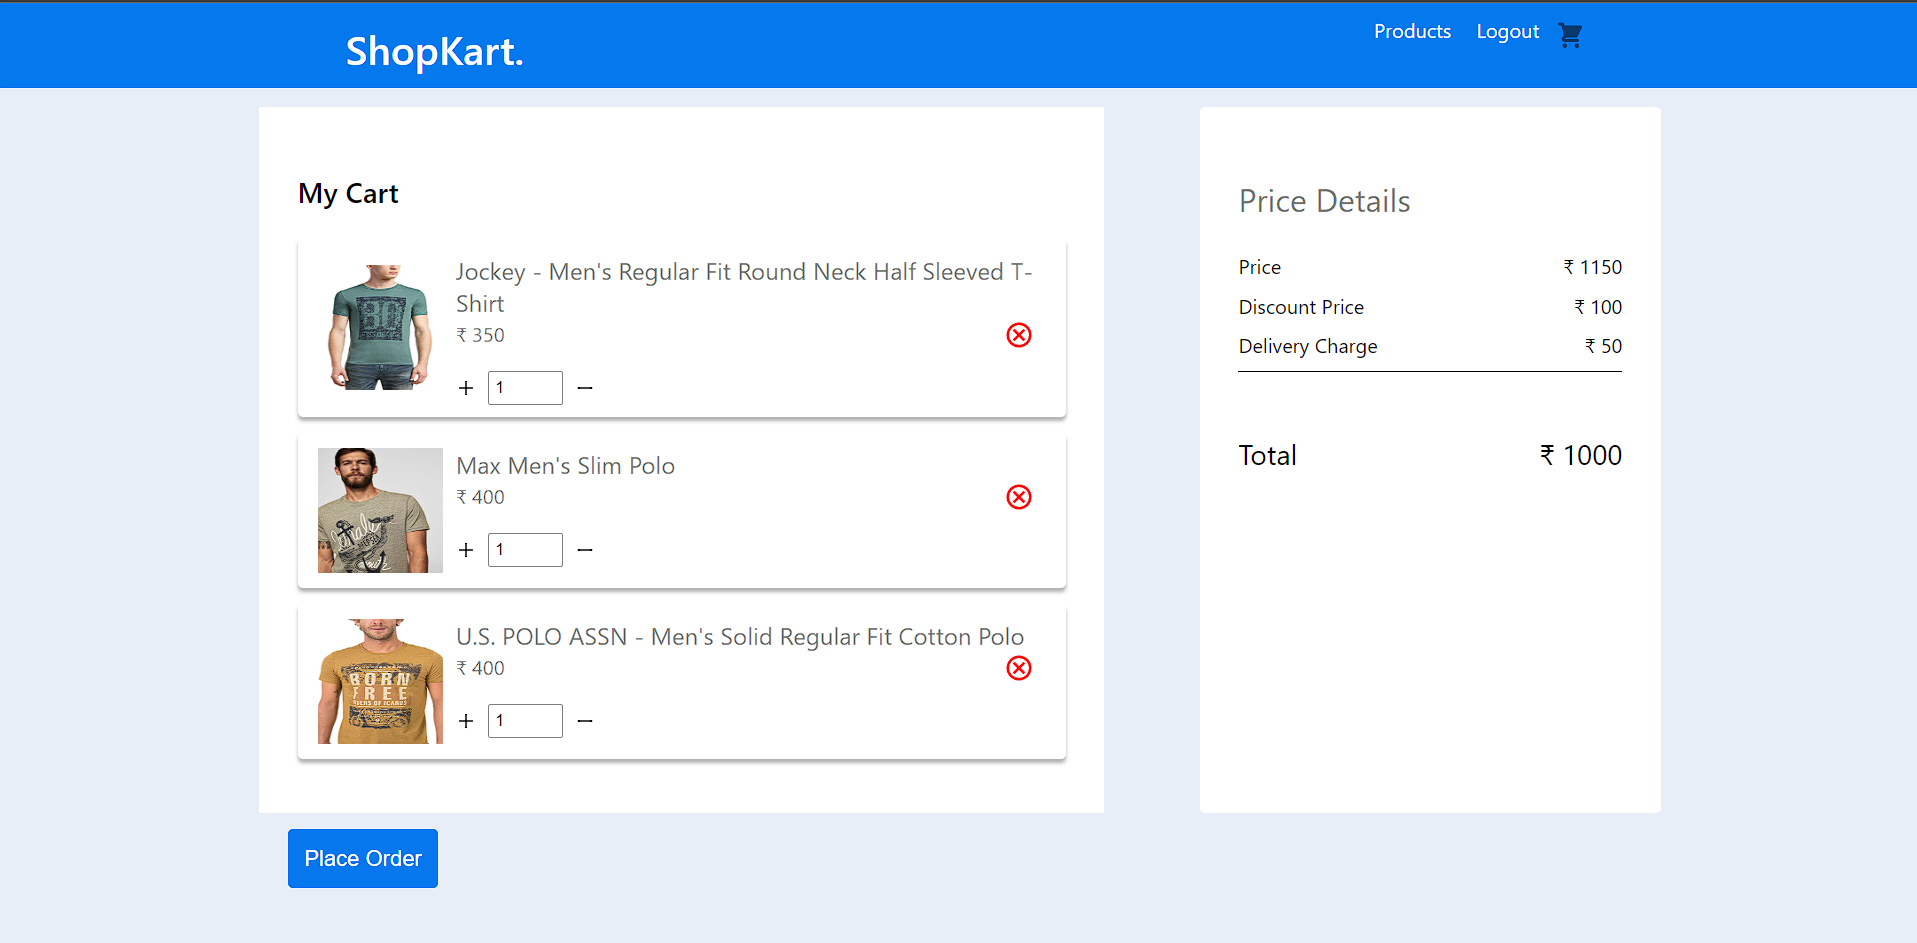 ShopKart.
Products
Logout
My Cart
Jockey - Men's Regular Fit Round Neck Half Sleeved T-
Shirt
₹ 350
+ 1 −
Max Men's Slim Polo
₹ 400
+ 1 −
U.S. POLO ASSN - Men's Solid Regular Fit Cotton Polo
₹ 400
BORN
FREE
+ 1 −
Place Order
Price Details
Price ₹ 1150
Discount Price ₹ 100
Delivery Charge ₹ 50
Total ₹ 1000